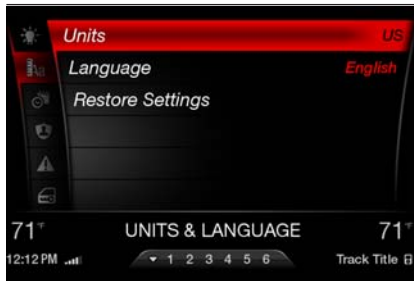 Units US
Language English
Restore Settings
71°F 71°F
UNITS & LANGUAGE
12:12 PM 1 2 3 4 5 6 Track Title